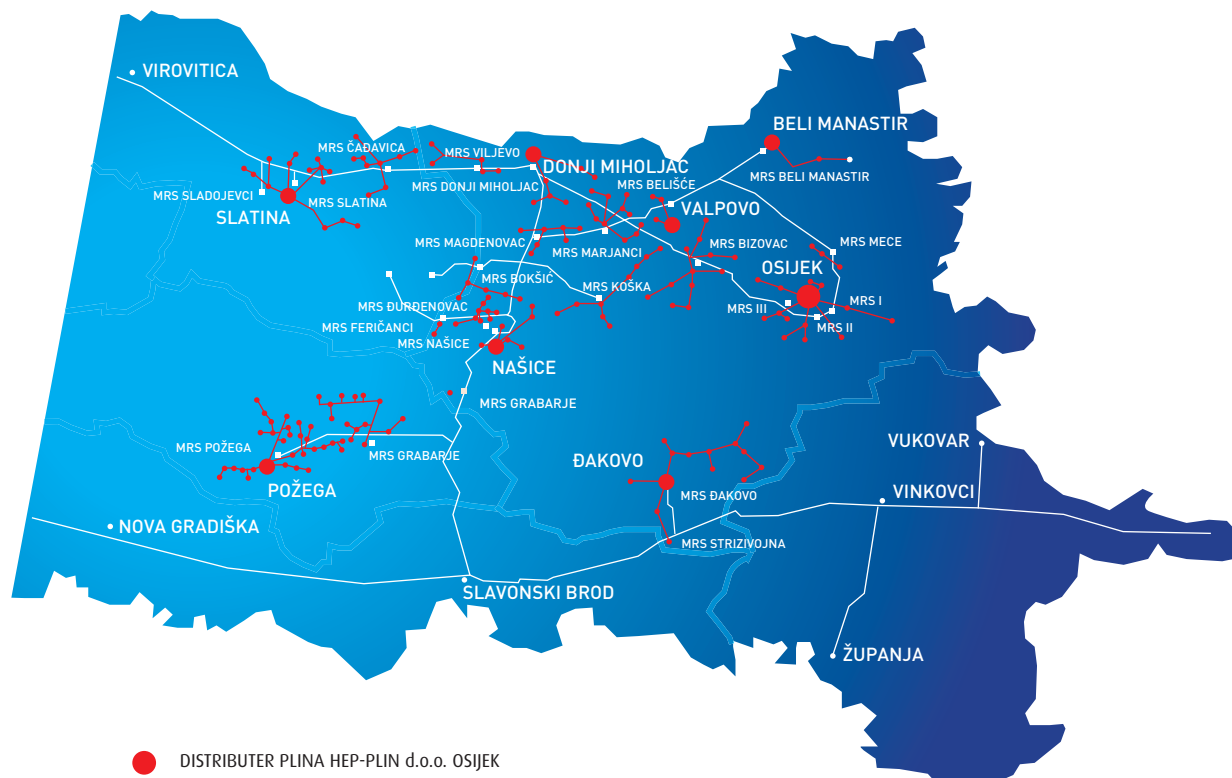 VIROVITICA
BELI MANASTIR
MRS ČAĐAVICA
MRS VILJEVO
DONJI MIHOLJAC
MRS BELI MANASTIR
MRS DONJI MIHOLJAC
MRS BELIŠĆE
MRS SLADOJEVCI
MRS SLATINA
SLATINA
VALPOVO
MRS MAGDENOVAC
MRS MARJANCI
MRS BIZOVAC
MRS MECE
OSIJEK
MRS BOKŠIĆ
MRS KOŠKA
MRS ĐURĐENOVAC
MRS III
MRS I
MRS FERIČANCI
MRS II
MRS NAŠICE
NAŠICE
MRS GRABARJE
MRS POŽEGA
MRS GRABARJE
VUKOVAR
ĐAKOVO
POŽEGA
MRS ĐAKOVO
VINKOVCI
NOVA GRADIŠKA
MRS STRIZIVOJNA
SLAVONSKI BROD
ŽUPANJA
DISTRIBUTER PLINA HEP-PLIN d.o.o. OSIJEK